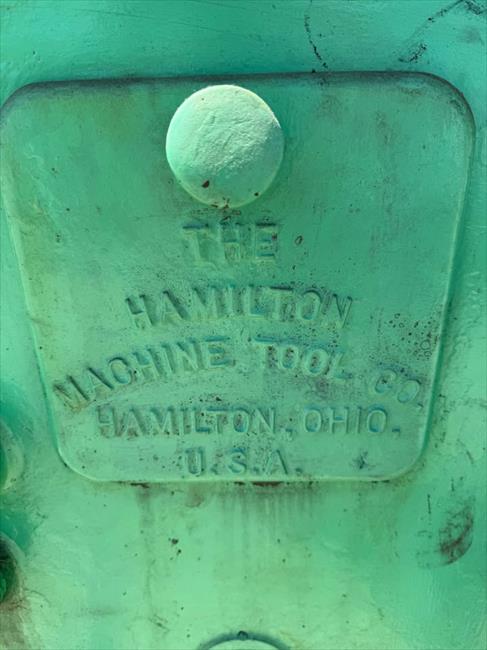 THE
HAMILTON
MACHINE TOOL CO.
HAMILTON, OHIO.
U.S.A.